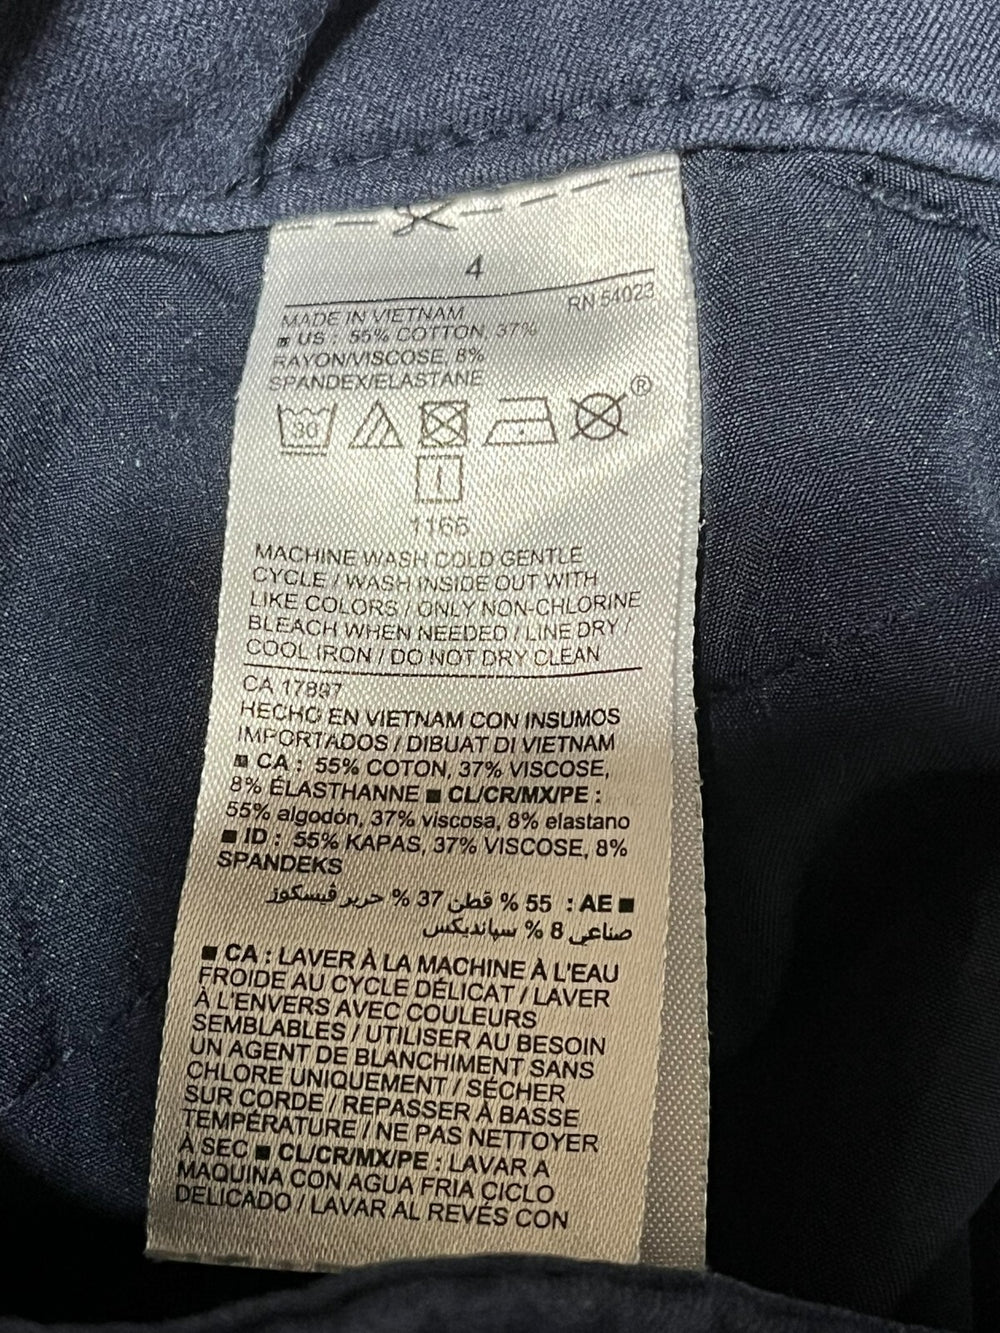 4
RN 54023
MADE IN VIETNAM
■ US : 55% COTTON, 37%
RAYON/VISCOSE, 8%
SPANDEX/ELASTANE
30
®
1166
MACHINE WASH COLD GENTLE
CYCLE / WASH INSIDE OUT WITH
LIKE COLORS / ONLY NON-CHLORINE
BLEACH WHEN NEEDED / LINE DRY /
COOL IRON / DO NOT DRY CLEAN
CA 17897
HECHO EN VIETNAM CON INSUMOS
IMPORTADOS / DIBUAT DI VIETNAM
■ CA : 55% COTON, 37% VISCOSE,
8% ÉLASTHANNE ■ CL/CR/MX/PE :
55% algodón, 37% viscosa, 8% elastano
■ ID : 55% KAPAS, 37% VISCOSE, 8%
SPANDEKS
■ AE : 55 % قطن 37 % حرير ڤيسكوز
صناعي 8 % سپانديكس
■ CA : LAVER À LA MACHINE À L'EAU
FROIDE AU CYCLE DÉLICAT / LAVER
À L'ENVERS AVEC COULEURS
SEMBLABLES / UTILISER AU BESOIN
UN AGENT DE BLANCHIMENT SANS
CHLORE UNIQUEMENT / SÉCHER
SUR CORDE / REPASSER À BASSE
TEMPÉRATURE / NE PAS NETTOYER
À SEC ■ CL/CR/MX/PE : LAVAR A
MAQUINA CON AGUA FRIA CICLO
DELICADO / LAVAR AL REVÉS CON